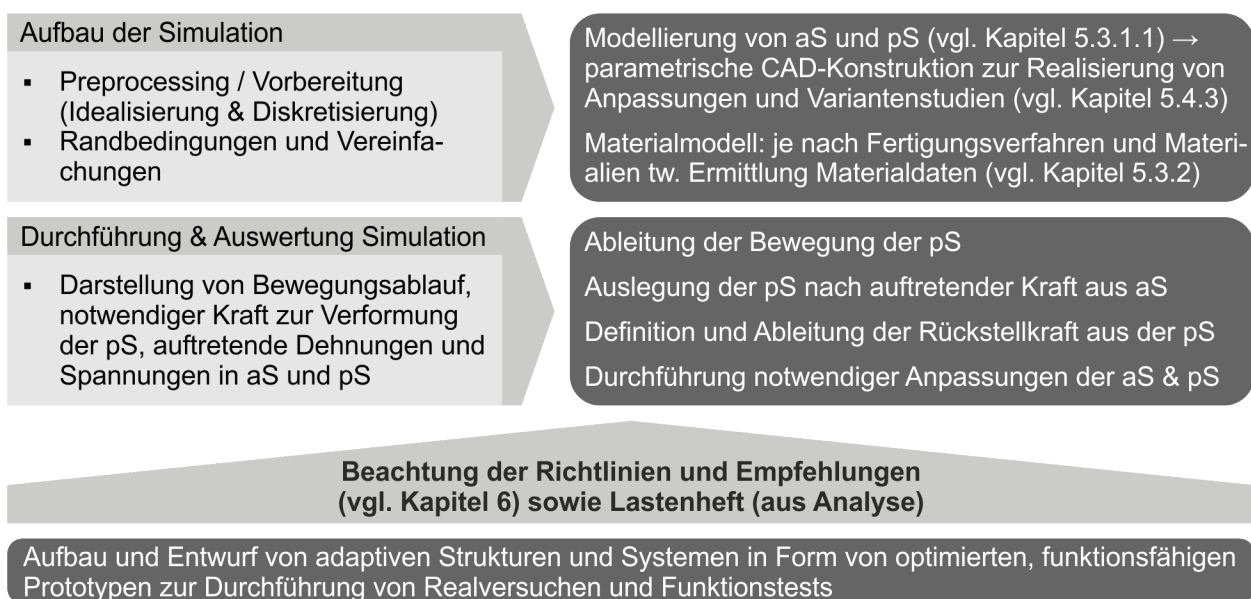 Aufbau der Simulation
▪ Preprocessing / Vorbereitung
(Idealisierung & Diskretisierung)
▪ Randbedingungen und Vereinfa-
chungen
Modellierung von aS und pS (vgl. Kapitel 5.3.1.1) →
parametrische CAD-Konstruktion zur Realisierung von
Anpassungen und Variantenstudien (vgl. Kapitel 5.4.3)
Materialmodell: je nach Fertigungsverfahren und Materi-
alien tw. Ermittlung Materialdaten (vgl. Kapitel 5.3.2)
Durchführung & Auswertung Simulation
▪ Darstellung von Bewegungsablauf,
notwendiger Kraft zur Verformung
der pS, auftretende Dehnungen und
Spannungen in aS und pS
Ableitung der Bewegung der pS
Auslegung der pS nach auftretender Kraft aus aS
Definition und Ableitung der Rückstellkraft aus der pS
Durchführung notwendiger Anpassungen der aS & pS
Beachtung der Richtlinien und Empfehlungen
(vgl. Kapitel 6) sowie Lastenheft (aus Analyse)
Aufbau und Entwurf von adaptiven Strukturen und Systemen in Form von optimierten, funktionsfähigen
Prototypen zur Durchführung von Realversuchen und Funktionstests